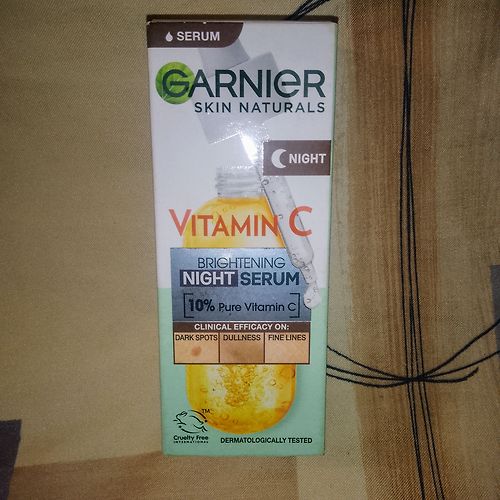 SERUM
GARNIER
SKIN NATURALS
NIGHT
VITAMIN C
BRIGHTENING
NIGHT SERUM
[10% Pure Vitamin C]
CLINICAL EFFICACY ON:
DARK SPOTS DULLNESS FINE LINES
TM
Cruelty Free
INTERNATIONAL
DERMATOLOGICALLY TESTED